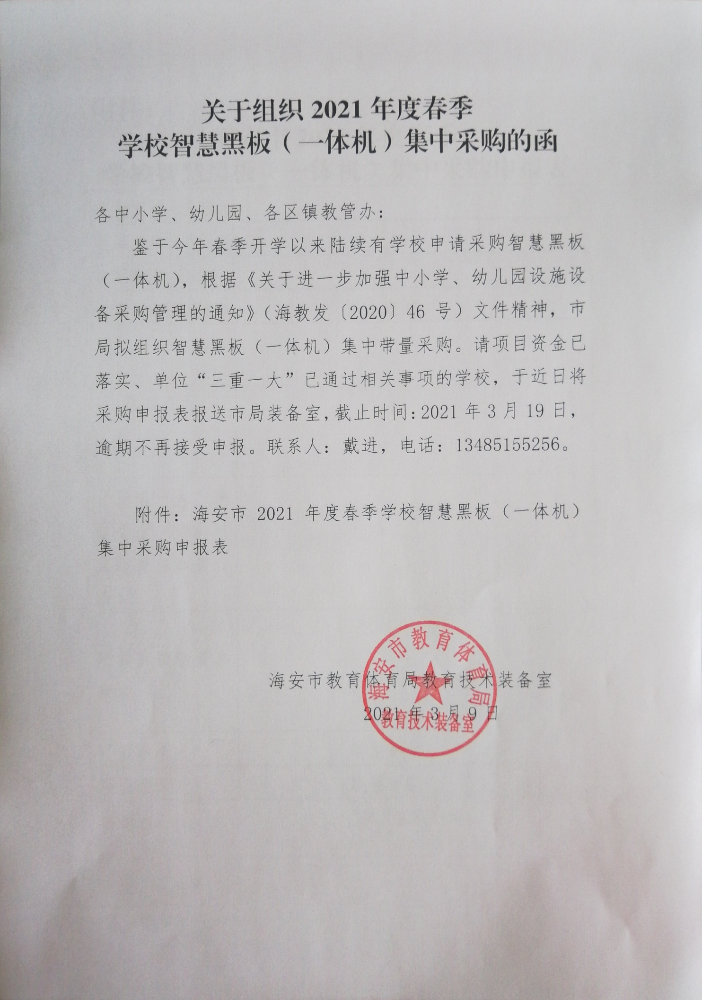 关于组织 2021 年度春季
学校智慧黑板（一体机）集中采购的函
各中小学、幼儿园、各区镇教管办：
鉴于今年春季开学以来陆续有学校申请采购智慧黑板
（一体机），根据《关于进一步加强中小学、幼儿园设施设
备采购管理的通知》（海教发〔2020〕46 号）文件精神，市
局拟组织智慧黑板（一体机）集中带量采购。请项目资金已
落实、单位“三重一大”已通过相关事项的学校，于近日将
采购申报表报送市局装备室，截止时间：2021 年 3 月 19 日，
逾期不再接受申报。联系人：戴进，电话：13485155256。
附件：海安市 2021 年度春季学校智慧黑板（一体机）
集中采购申报表
海安市教育体育局教育技术装备室
2021 年 3 月 9 日
海安市教育体育局
教育技术装备室